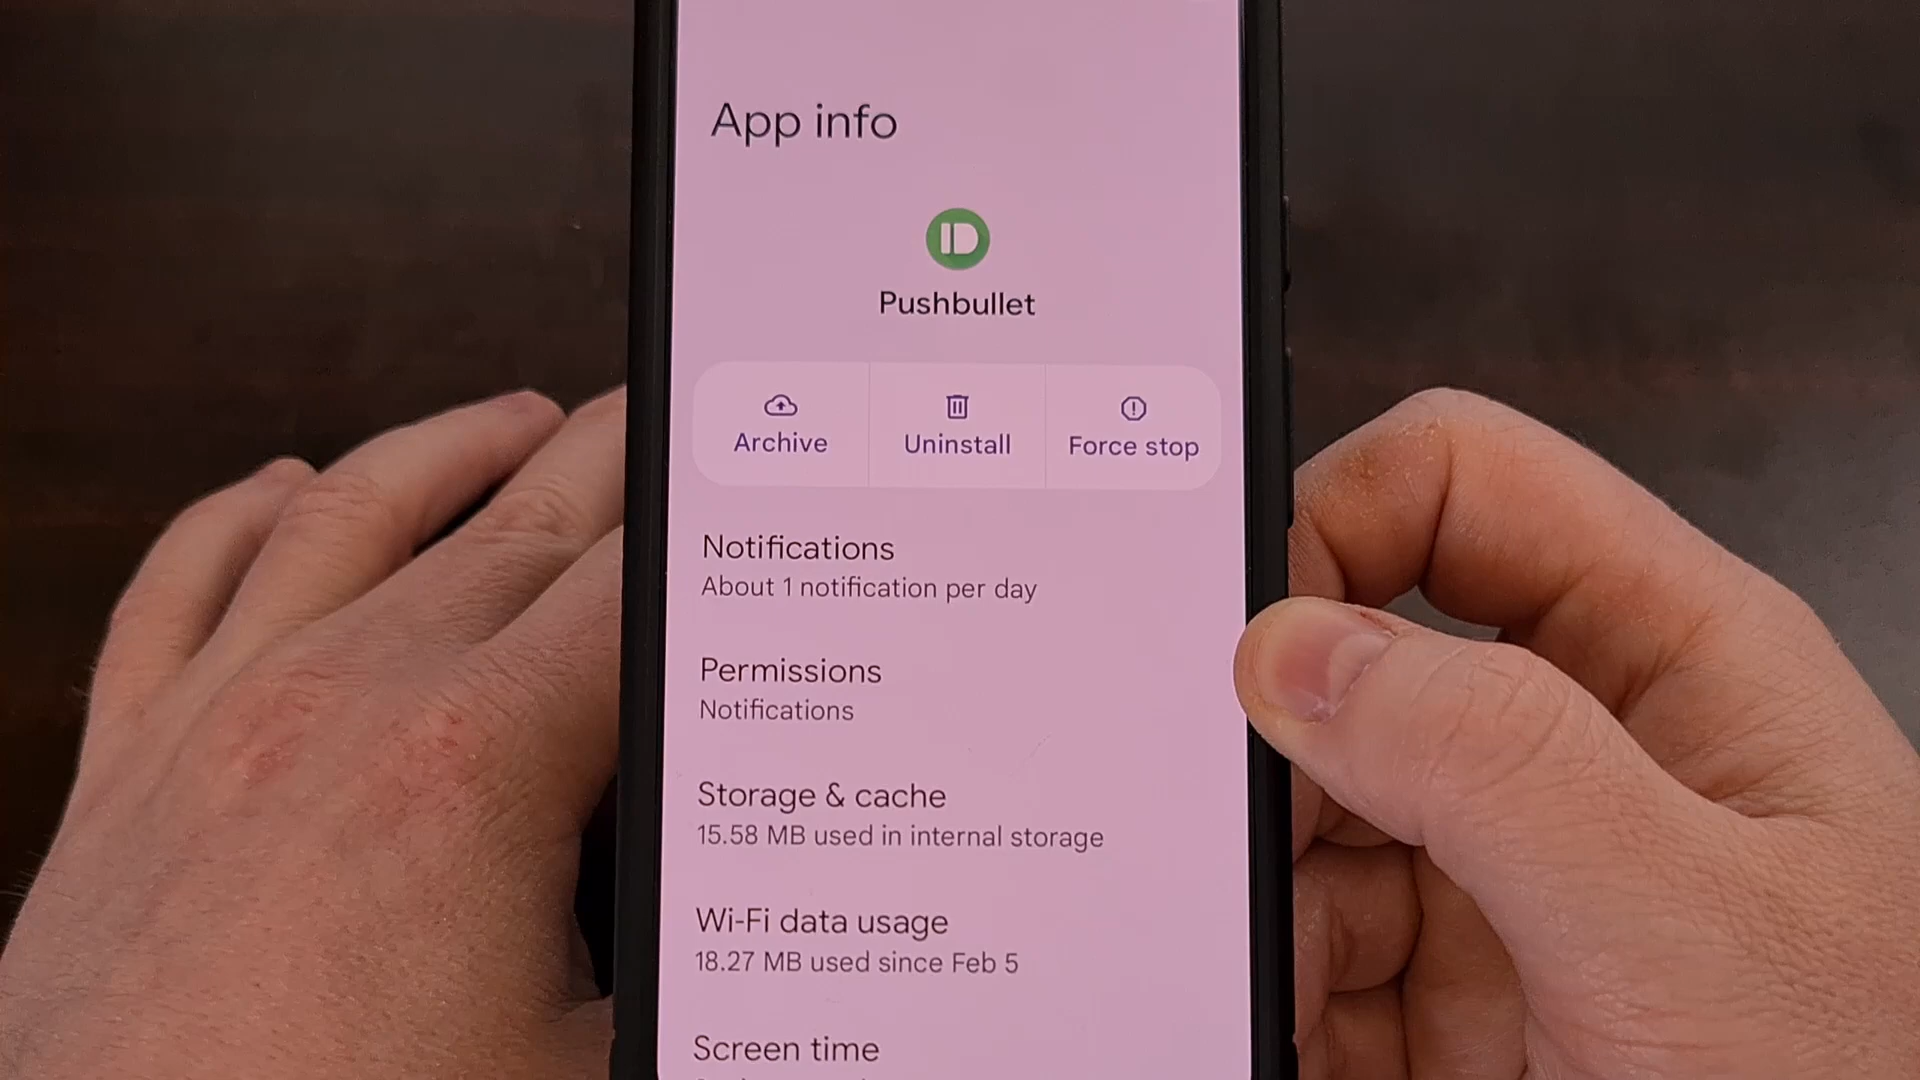 App info
Pushbullet
Archive
Uninstall
Force stop
Notifications
About 1 notification per day
Permissions
Notifications
Storage & cache
15.58 MB used in internal storage
Wi-Fi data usage
18.27 MB used since Feb 5
Screen time